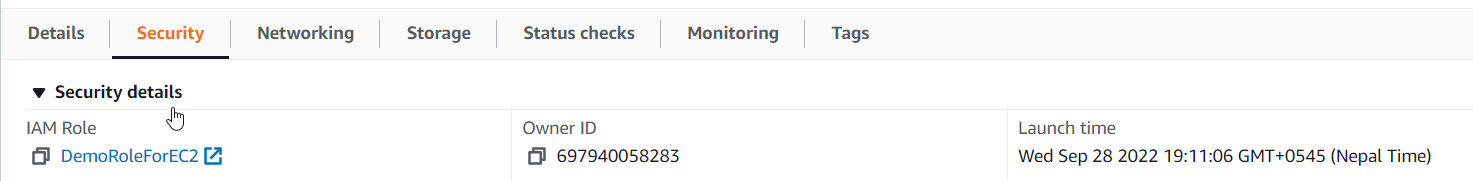 Details Security Networking Storage Status checks Monitoring Tags
Security details
IAM Role Owner ID Launch time
DemoRoleForEC2 697940058283 Wed Sep 28 2022 19:11:06 GMT+0545 (Nepal Time)